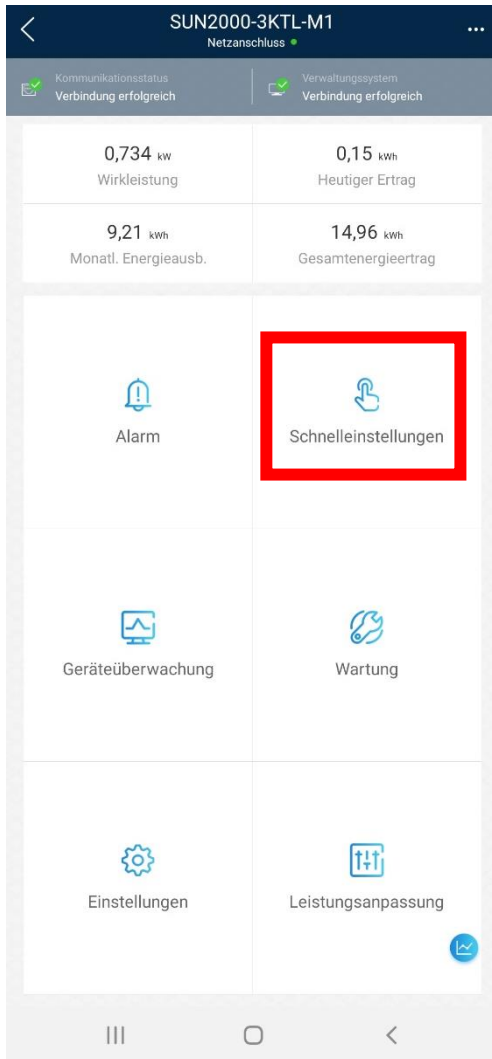 SUN2000-3KTL-M1
Netzanschluss
Kommunikationsstatus
Verbindung erfolgreich
Verwaltungssystem
Verbindung erfolgreich
0,734 kW
Wirkleistung
0,15 kWh
Heutiger Ertrag
9,21 kWh
Monatl. Energieausb.
14,96 kWh
Gesamtenergieertrag
Alarm
Schnelleinstellungen
Geräteüberwachung
Wartung
Einstellungen
Leistungsanpassung